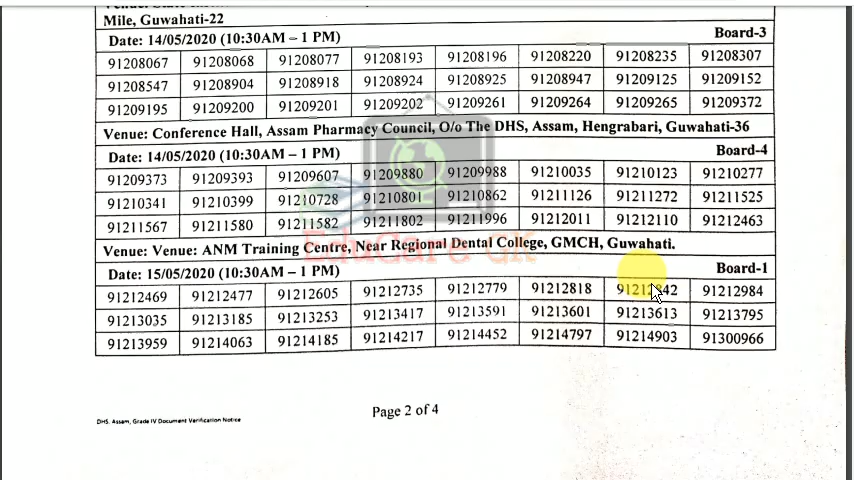 Mile, Guwahati-22
Date: 14/05/2020 (10:30AM – 1 PM) Board-3
91208067 91208068 91208077 91208193 91208196 91208220 91208235 91208307
91208547 91208904 91208918 91208924 91208925 91208947 91209125 91209152
91209195 91209200 91209201 91209202 91209261 91209264 91209265 91209372
Venue: Conference Hall, Assam Pharmacy Council, O/o The DHS, Assam, Hengrabari, Guwahati-36
Date: 14/05/2020 (10:30AM – 1 PM) Board-4
91209373 91209393 91209607 91209880 91209988 91210035 91210123 91210277
91210341 91210399 91210728 91210801 91210862 91211126 91211272 91211525
91211567 91211580 91211582 91211802 91211996 91212011 91212110 91212463
Venue: Venue: ANM Training Centre, Near Regional Dental College, GMCH, Guwahati.
EduCare GK
Date: 15/05/2020 (10:30AM – 1 PM) Board-1
91212469 91212477 91212605 91212735 91212779 91212818 91212984
91213035 91213185 91213253 91213417 91213591 91213601 91213613 91213795
91213959 91214063 91214185 91214217 91214452 91214797 91214903 91300966
Page 2 of 4
DHS, Assam, Grade IV Document Verification Notice